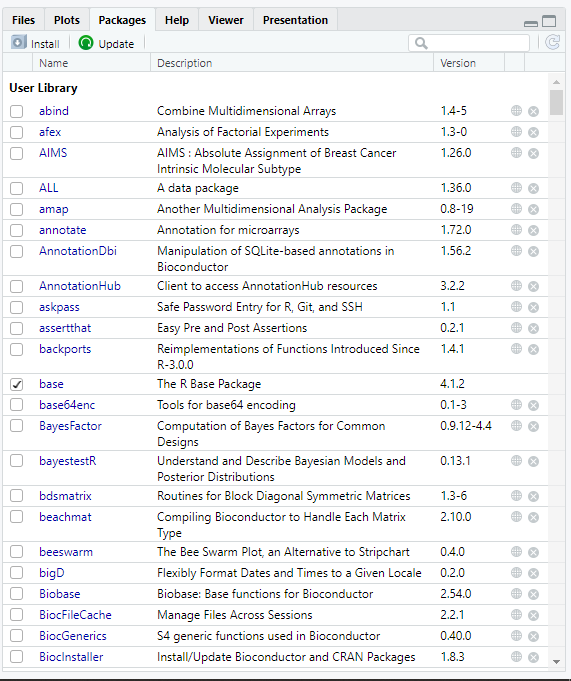 Files Plots Packages Help Viewer Presentation
Install Update
Name Description Version
User Library
abind Combine Multidimensional Arrays 1.4-5
afex Analysis of Factorial Experiments 1.3-0
AIMS AIMS : Absolute Assignment of Breast Cancer 1.26.0
Intrinsic Molecular Subtype
ALL A data package 1.36.0
amap Another Multidimensional Analysis Package 0.8-19
annotate Annotation for microarrays 1.72.0
AnnotationDbi Manipulation of SQLite-based annotations in 1.56.2
Bioconductor
AnnotationHub Client to access AnnotationHub resources 3.2.2
askpass Safe Password Entry for R, Git, and SSH 1.1
assertthat Easy Pre and Post Assertions 0.2.1
backports Reimplementations of Functions Introduced Since 1.4.1
R-3.0.0
base The R Base Package 4.1.2
base64enc Tools for base64 encoding 0.1-3
BayesFactor Computation of Bayes Factors for Common 0.9.12-4.4
Designs
bayestestR Understand and Describe Bayesian Models and 0.13.1
Posterior Distributions
bdsmatrix Routines for Block Diagonal Symmetric Matrices 1.3-6
beachmat Compiling Bioconductor to Handle Each Matrix 2.10.0
Type
beeswarm The Bee Swarm Plot, an Alternative to Stripchart 0.4.0
bigD Flexibly Format Dates and Times to a Given Locale 0.2.0
Biobase Biobase: Base functions for Bioconductor 2.54.0
BiocFileCache Manage Files Across Sessions 2.2.1
BiocGenerics S4 generic functions used in Bioconductor 0.40.0
BiocInstaller Install/Update Bioconductor and CRAN Packages 1.8.3